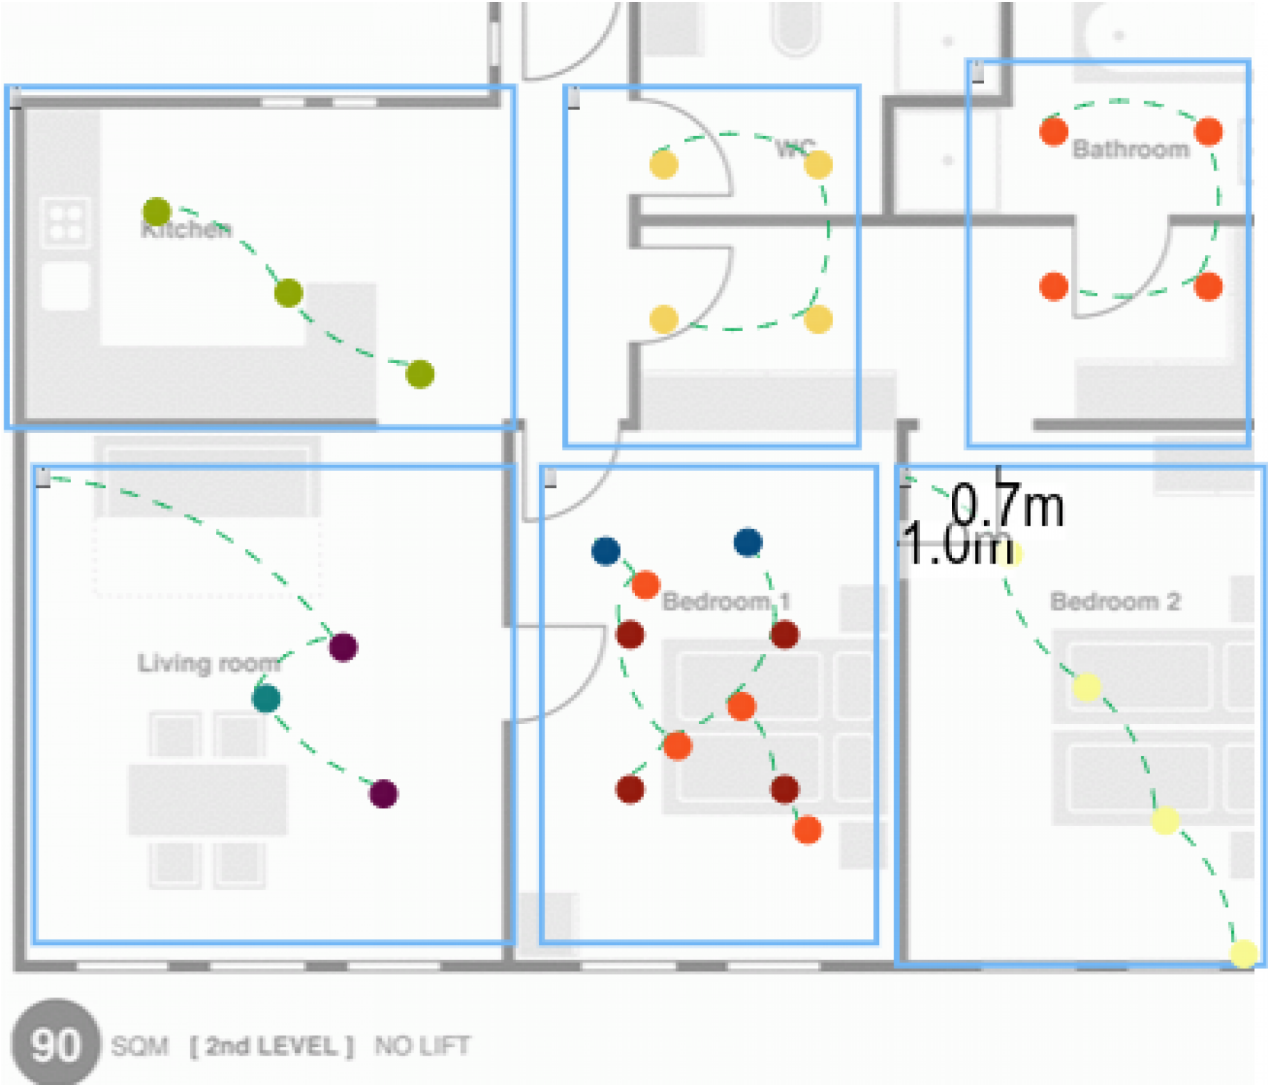 WC
Bathroom
Kitchen
0.7m
1.0m
Bedroom 1
Bedroom 2
Living room
90 SQM [ 2nd LEVEL ] NO LIFT